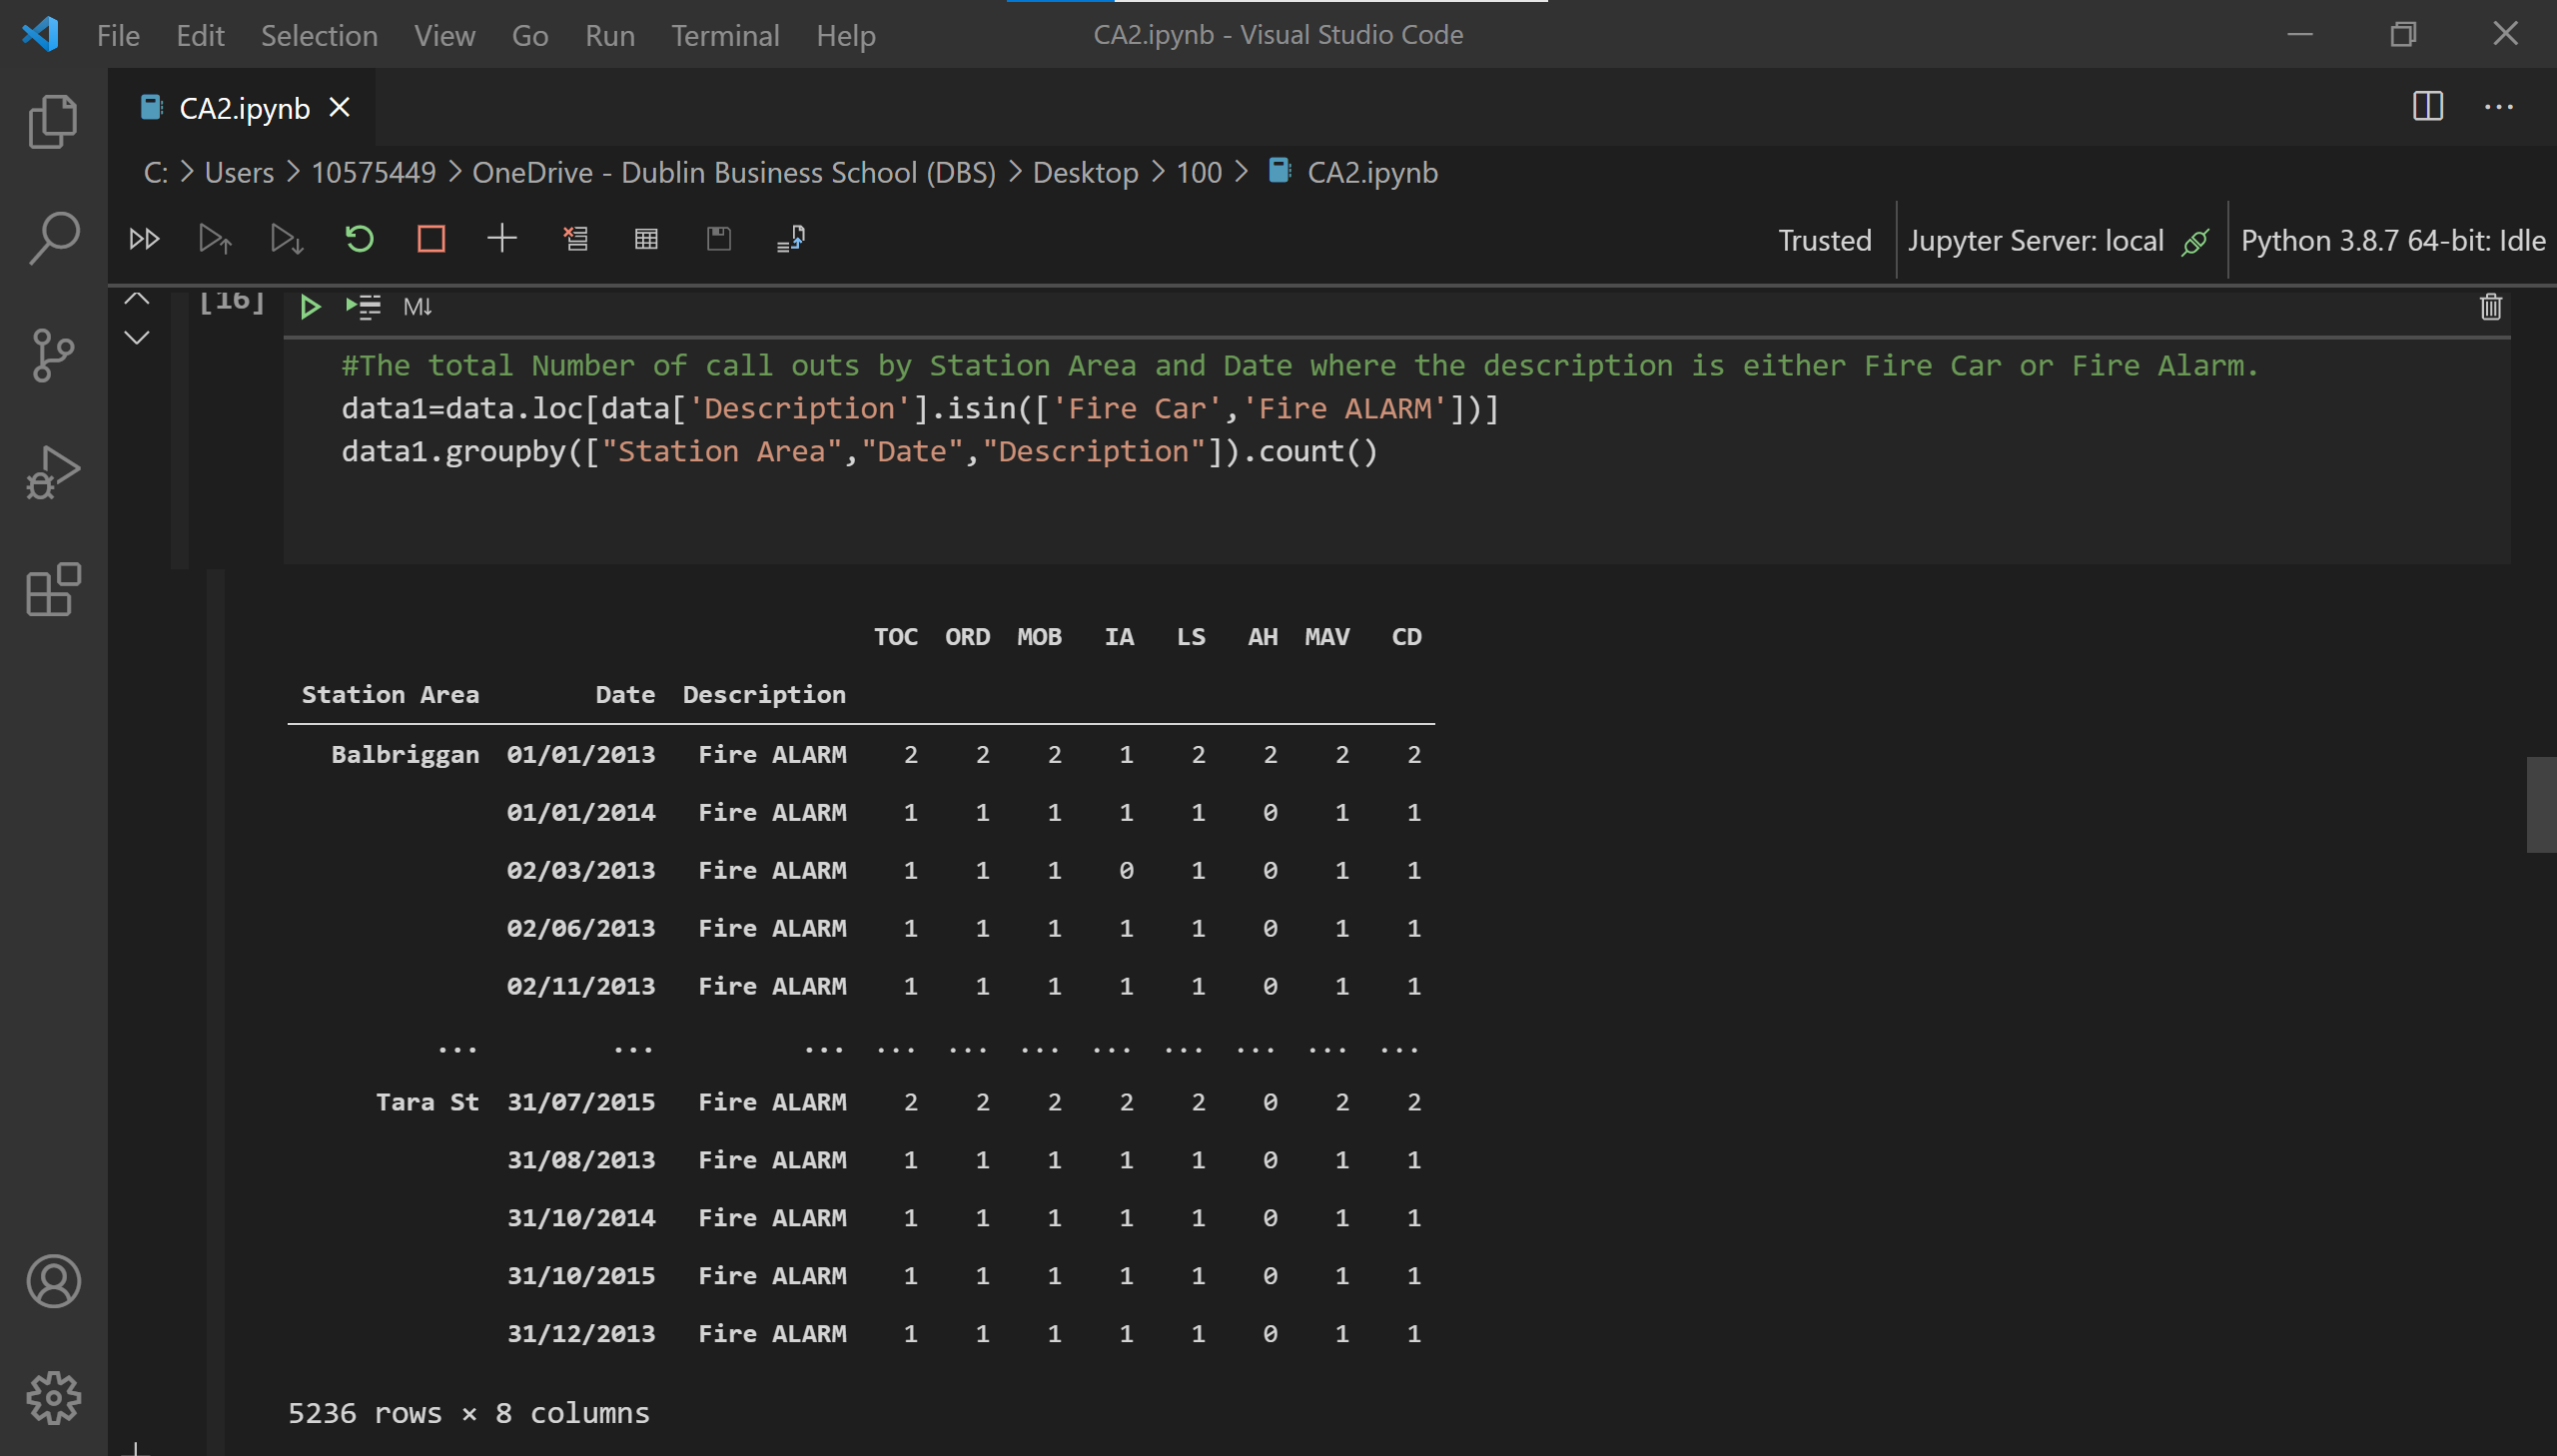 File Edit Selection View Go Run Terminal Help CA2.ipynb - Visual Studio Code
CA2.ipynb
C: > Users > 10575449 > OneDrive - Dublin Business School (DBS) > Desktop > 100 > CA2.ipynb
Trusted Jupyter Server: local Python 3.8.7 64-bit: Idle
[16] M↓
#The total Number of call outs by Station Area and Date where the description is either Fire Car or Fire Alarm.
data1=data.loc[data['Description'].isin(['Fire Car','Fire ALARM'])]
data1.groupby(["Station Area","Date","Description"]).count()
TOC ORD MOB IA LS AH MAV CD
Station Area Date Description
Balbriggan 01/01/2013 Fire ALARM 2 2 2 1 2 2 2 2
01/01/2014 Fire ALARM 1 1 1 1 1 0 1 1
02/03/2013 Fire ALARM 1 1 1 0 1 0 1 1
02/06/2013 Fire ALARM 1 1 1 1 1 0 1 1
02/11/2013 Fire ALARM 1 1 1 1 1 0 1 1
... ... ... ... ... ... ... ... ... ... ...
Tara St 31/07/2015 Fire ALARM 2 2 2 2 2 0 2 2
31/08/2013 Fire ALARM 1 1 1 1 1 0 1 1
31/10/2014 Fire ALARM 1 1 1 1 1 0 1 1
31/10/2015 Fire ALARM 1 1 1 1 1 0 1 1
31/12/2013 Fire ALARM 1 1 1 1 1 0 1 1
5236 rows × 8 columns